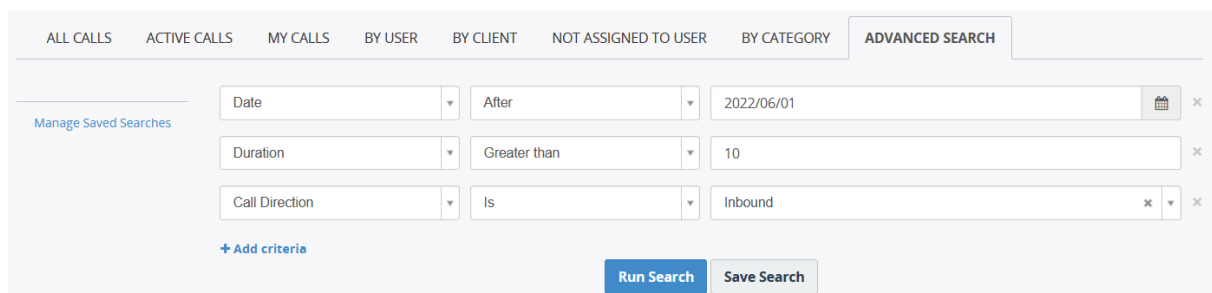 ALL CALLS ACTIVE CALLS MY CALLS BY USER BY CLIENT NOT ASSIGNED TO USER BY CATEGORY ADVANCED SEARCH
Date After 2022/06/01
Manage Saved Searches
Duration Greater than 10
Call Direction Is Inbound
+ Add criteria
Run Search Save Search